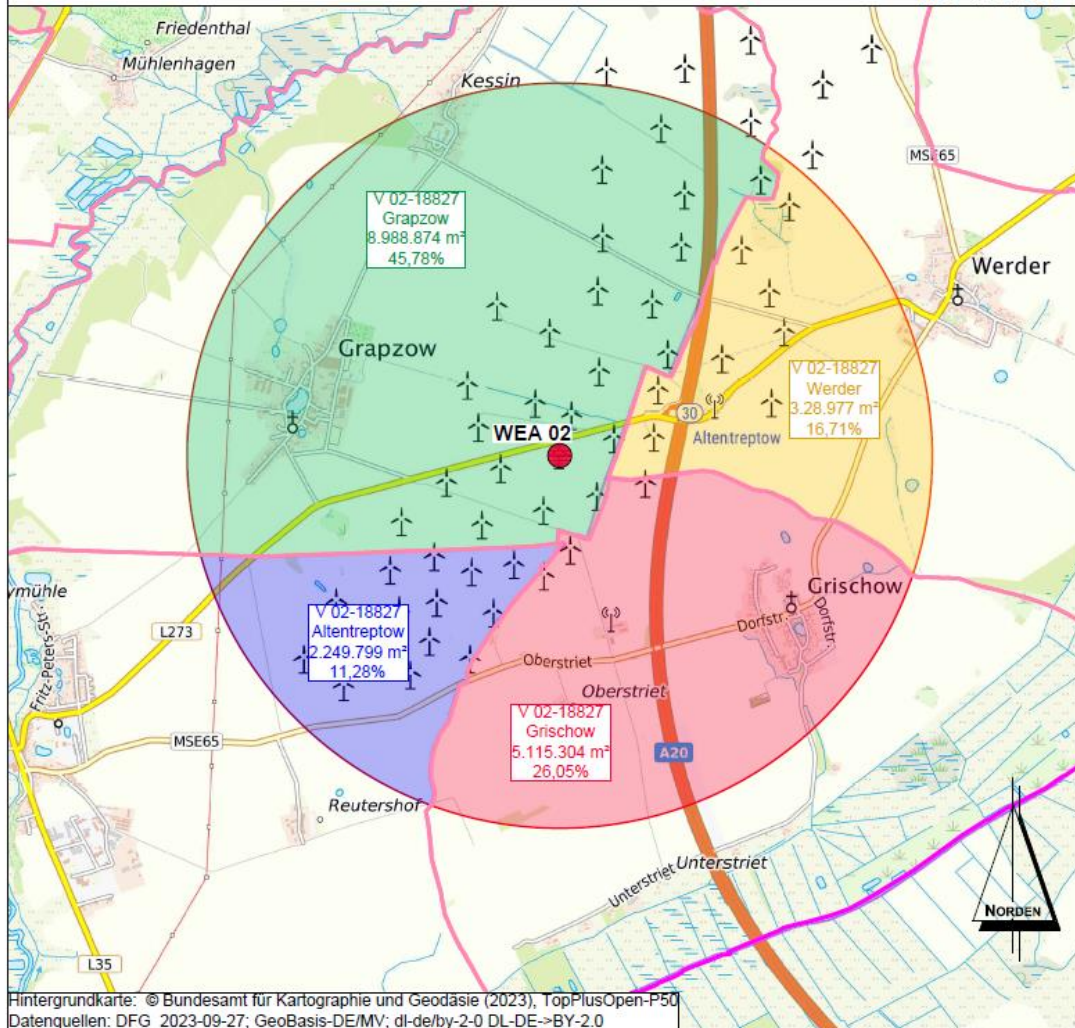 Friedenthal
Mühlenhagen
Kessin
MSE65
V 02-18827
Grapzow
8.988.874 m²
45,78%
Werder
Grapzow
V 02-18827
Werder
3.28.977 m²
16,71%
30
Altentreptow
WEA 02
ymühle
Fritz-Peters-Str.
L273
V 02-18827
Altentreptow
2.249.799 m²
11,28%
Grischow
Dorfstr.
Dorfstr.
Oberstriet
Oberstriet
V 02-18827
Grischow
5.115.304 m²
26,05%
MSE65
A20
Reutershof
Unterstriet
Unterstriet
L35
NORDEN
Hintergrundkarte: © Bundesamt für Kartographie und Geodäsie (2023), TopPlusOpen-P50
Datenquellen: DFG 2023-09-27; GeoBasis-DE/MV; dl-de/by-2-0 DL-DE->BY-2.0